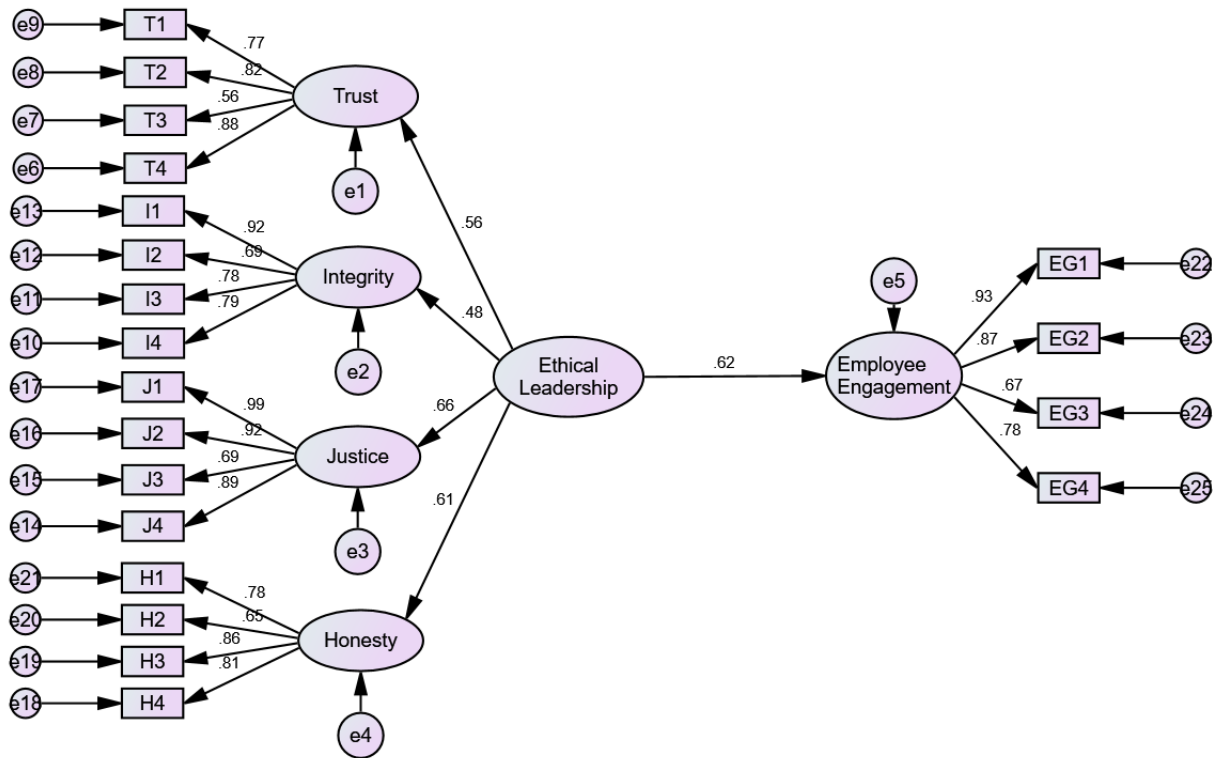 e9
T1
.77
e8
T2
.82
e7
T3
.56
e6
T4
.88
Trust
e1
e13
I1
.92
e12
I2
.69
e11
I3
.78
e10
I4
.79
Integrity
e2
e17
J1
.99
e16
J2
.92
e15
J3
.69
e14
J4
.89
Justice
e3
e21
H1
.78
e20
H2
.65
e19
H3
.86
e18
H4
.81
Honesty
e4
.56
.48
.66
.61
Ethical
Leadership
.62
e5
Employee
Engagement
.93
EG1
e22
.87
EG2
e23
.67
EG3
e24
.78
EG4
e25